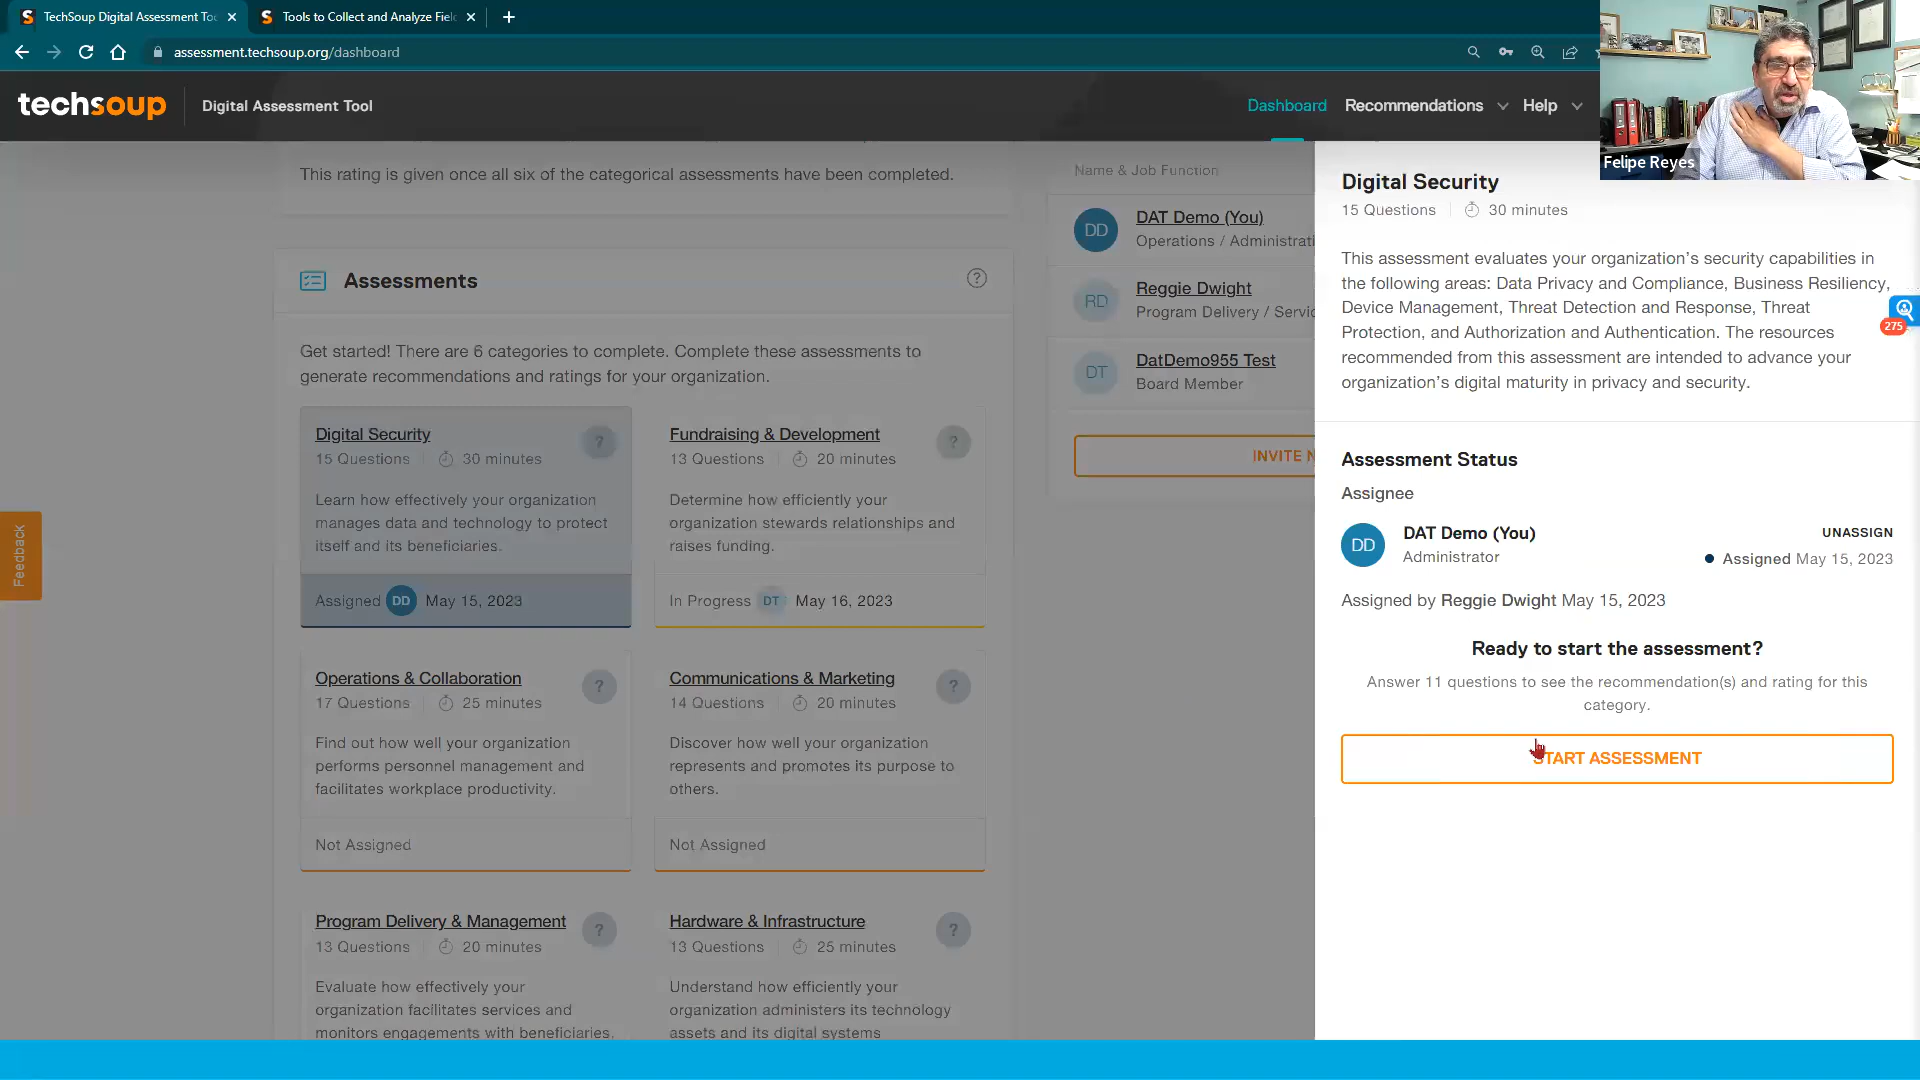 TechSoup Digital Assessment To
Tools to Collect and Analyze Fiel
assessment.techsoup.org/dashboard
techsoup
Digital Assessment Tool
Dashboard
Recommendations
Help
Felipe Reyes
This rating is given once all six of the categorical assessments have been completed.
Assessments
?
Get started! There are 6 categories to complete. Complete these assessments to
generate recommendations and ratings for your organization.
Digital Security
?
15 Questions
30 minutes
Learn how effectively your organization
manages data and technology to protect
itself and its beneficiaries.
Assigned DD May 15, 2023
Fundraising & Development
?
13 Questions
20 minutes
Determine how efficiently your
organization stewards relationships and
raises funding.
In Progress DT May 16, 2023
Operations & Collaboration
?
17 Questions
25 minutes
Find out how well your organization
performs personnel management and
facilitates workplace productivity.
Not Assigned
Communications & Marketing
?
14 Questions
20 minutes
Discover how well your organization
represents and promotes its purpose to
others.
Not Assigned
Program Delivery & Management
?
13 Questions
20 minutes
Evaluate how effectively your
organization facilitates services and
monitors engagements with beneficiaries.
Hardware & Infrastructure
?
13 Questions
25 minutes
Understand how efficiently your
organization administers its technology
assets and its digital systems
Feedback
Name & Job Function
DD
DAT Demo (You)
Operations / Administrati
RD
Reggie Dwight
Program Delivery / Servic
DT
DatDemo955 Test
Board Member
INVITE N
Digital Security
15 Questions
30 minutes
This assessment evaluates your organization's security capabilities in
the following areas: Data Privacy and Compliance, Business Resiliency,
Device Management, Threat Detection and Response, Threat
Protection, and Authorization and Authentication. The resources
recommended from this assessment are intended to advance your
organization's digital maturity in privacy and security.
275
Assessment Status
Assignee
DD
DAT Demo (You)
UNASSIGN
Administrator
Assigned May 15, 2023
Assigned by Reggie Dwight May 15, 2023
Ready to start the assessment?
Answer 11 questions to see the recommendation(s) and rating for this
category.
START ASSESSMENT